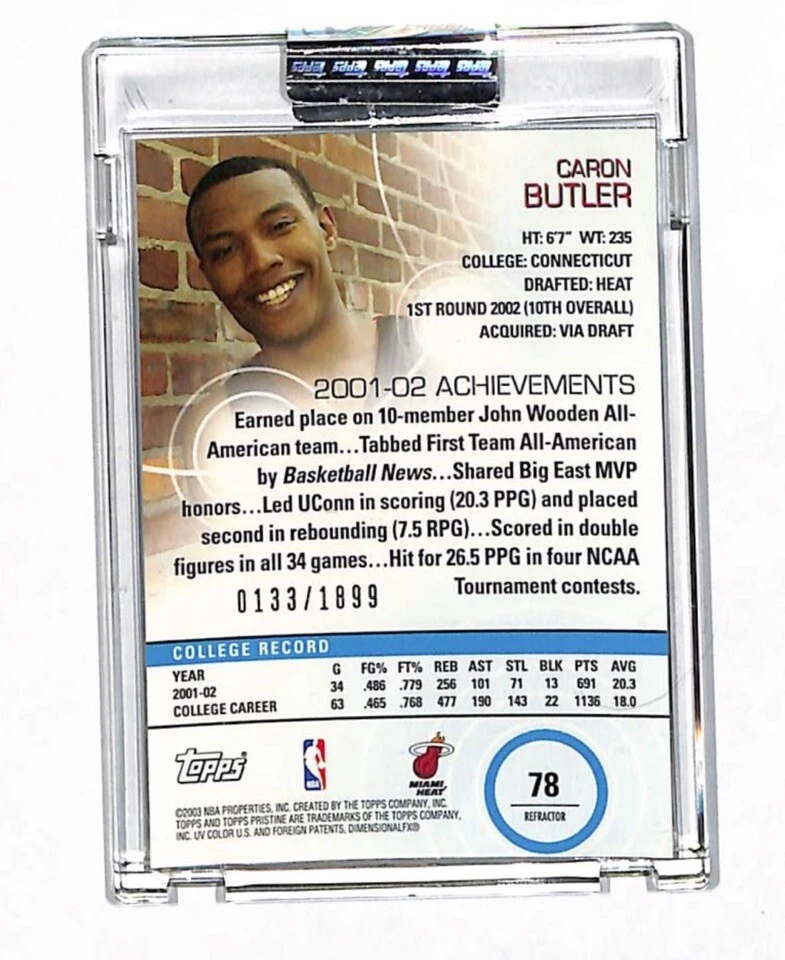 Topps Topps Topps Topps Topps
CARON
BUTLER
HT: 6'7" WT: 235
COLLEGE: CONNECTICUT
DRAFTED: HEAT
1ST ROUND 2002 (10TH OVERALL)
ACQUIRED: VIA DRAFT
2001-02 ACHIEVEMENTS
Earned place on 10-member John Wooden All-
American team...Tabbed First Team All-American
by Basketball News...Shared Big East MVP
honors...Led UConn in scoring (20.3 PPG) and placed
second in rebounding (7.5 RPG)...Scored in double
figures in all 34 games...Hit for 26.5 PPG in four NCAA
Tournament contests.
0133/1899
COLLEGE RECORD
YEAR G FG% FT% REB AST STL BLK PTS AVG
2001-02 34 .486 .779 256 101 71 13 691 20.3
COLLEGE CAREER 63 .465 .768 477 190 143 22 1136 18.0
Topps
NBA
MIAMI
HEAT
78
REFRACTOR
©2003 NBA PROPERTIES, INC. CREATED BY THE TOPPS COMPANY, INC.
TOPPS AND TOPPS PRISTINE ARE TRADEMARKS OF THE TOPPS COMPANY,
INC. UV COLOR U.S. AND FOREIGN PATENTS, DIMENSIONALFX®